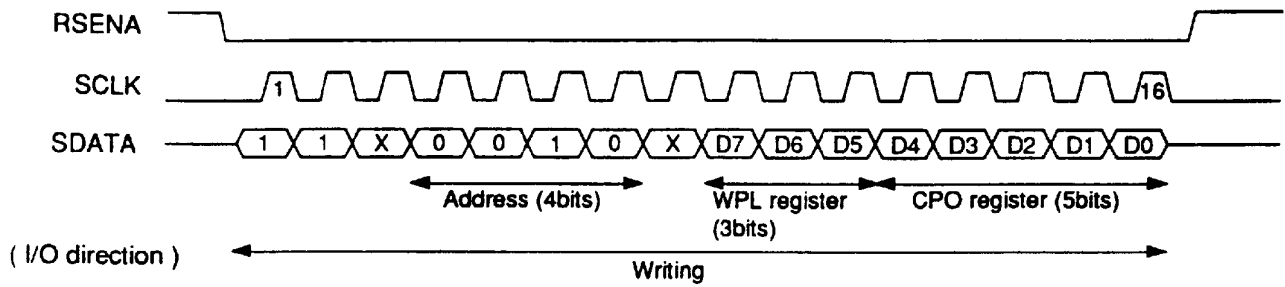 RSENA
SCLK 1 16
SDATA 1 1 X 0 0 1 0 X D7 D6 D5 D4 D3 D2 D1 D0
Address (4bits) WPL register CPO register (5bits)
(3bits)
( I/O direction )
Writing